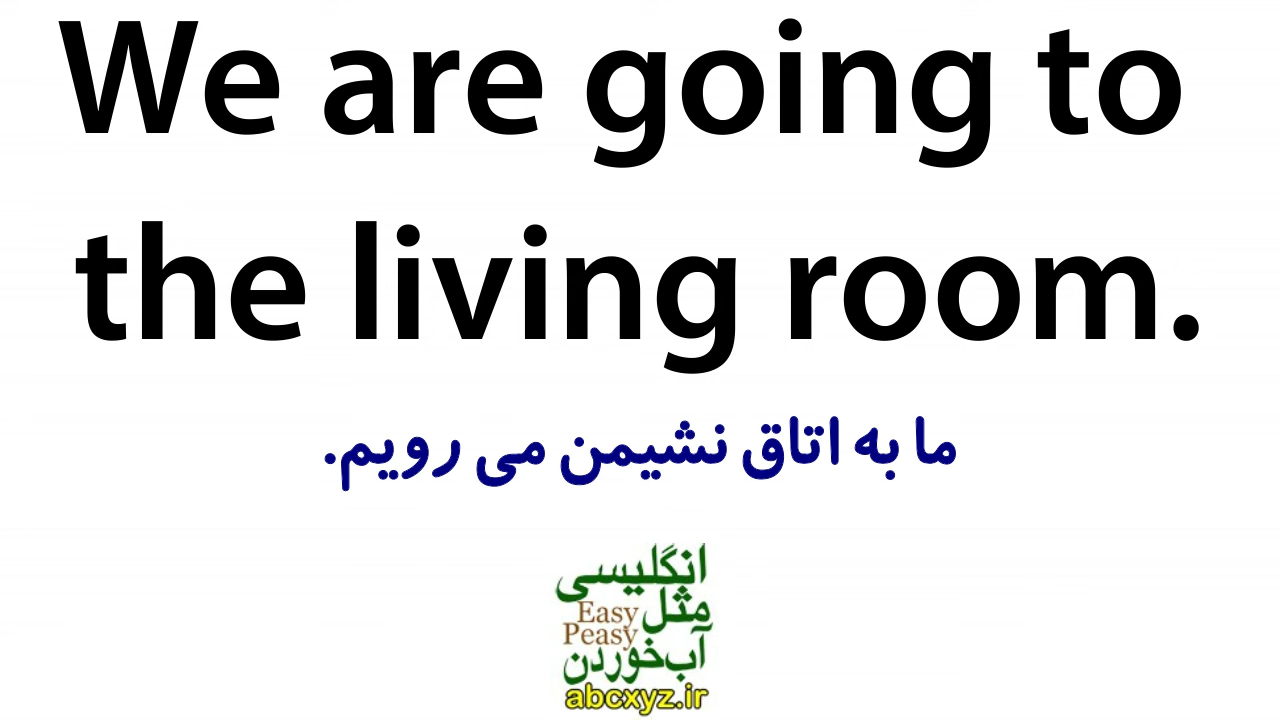 We are going to
the living room.
ما به اتاق نشیمن می رویم.
انگلیسی
مثل Easy
Peasy
آب‌خوردن
abcxyz.ir